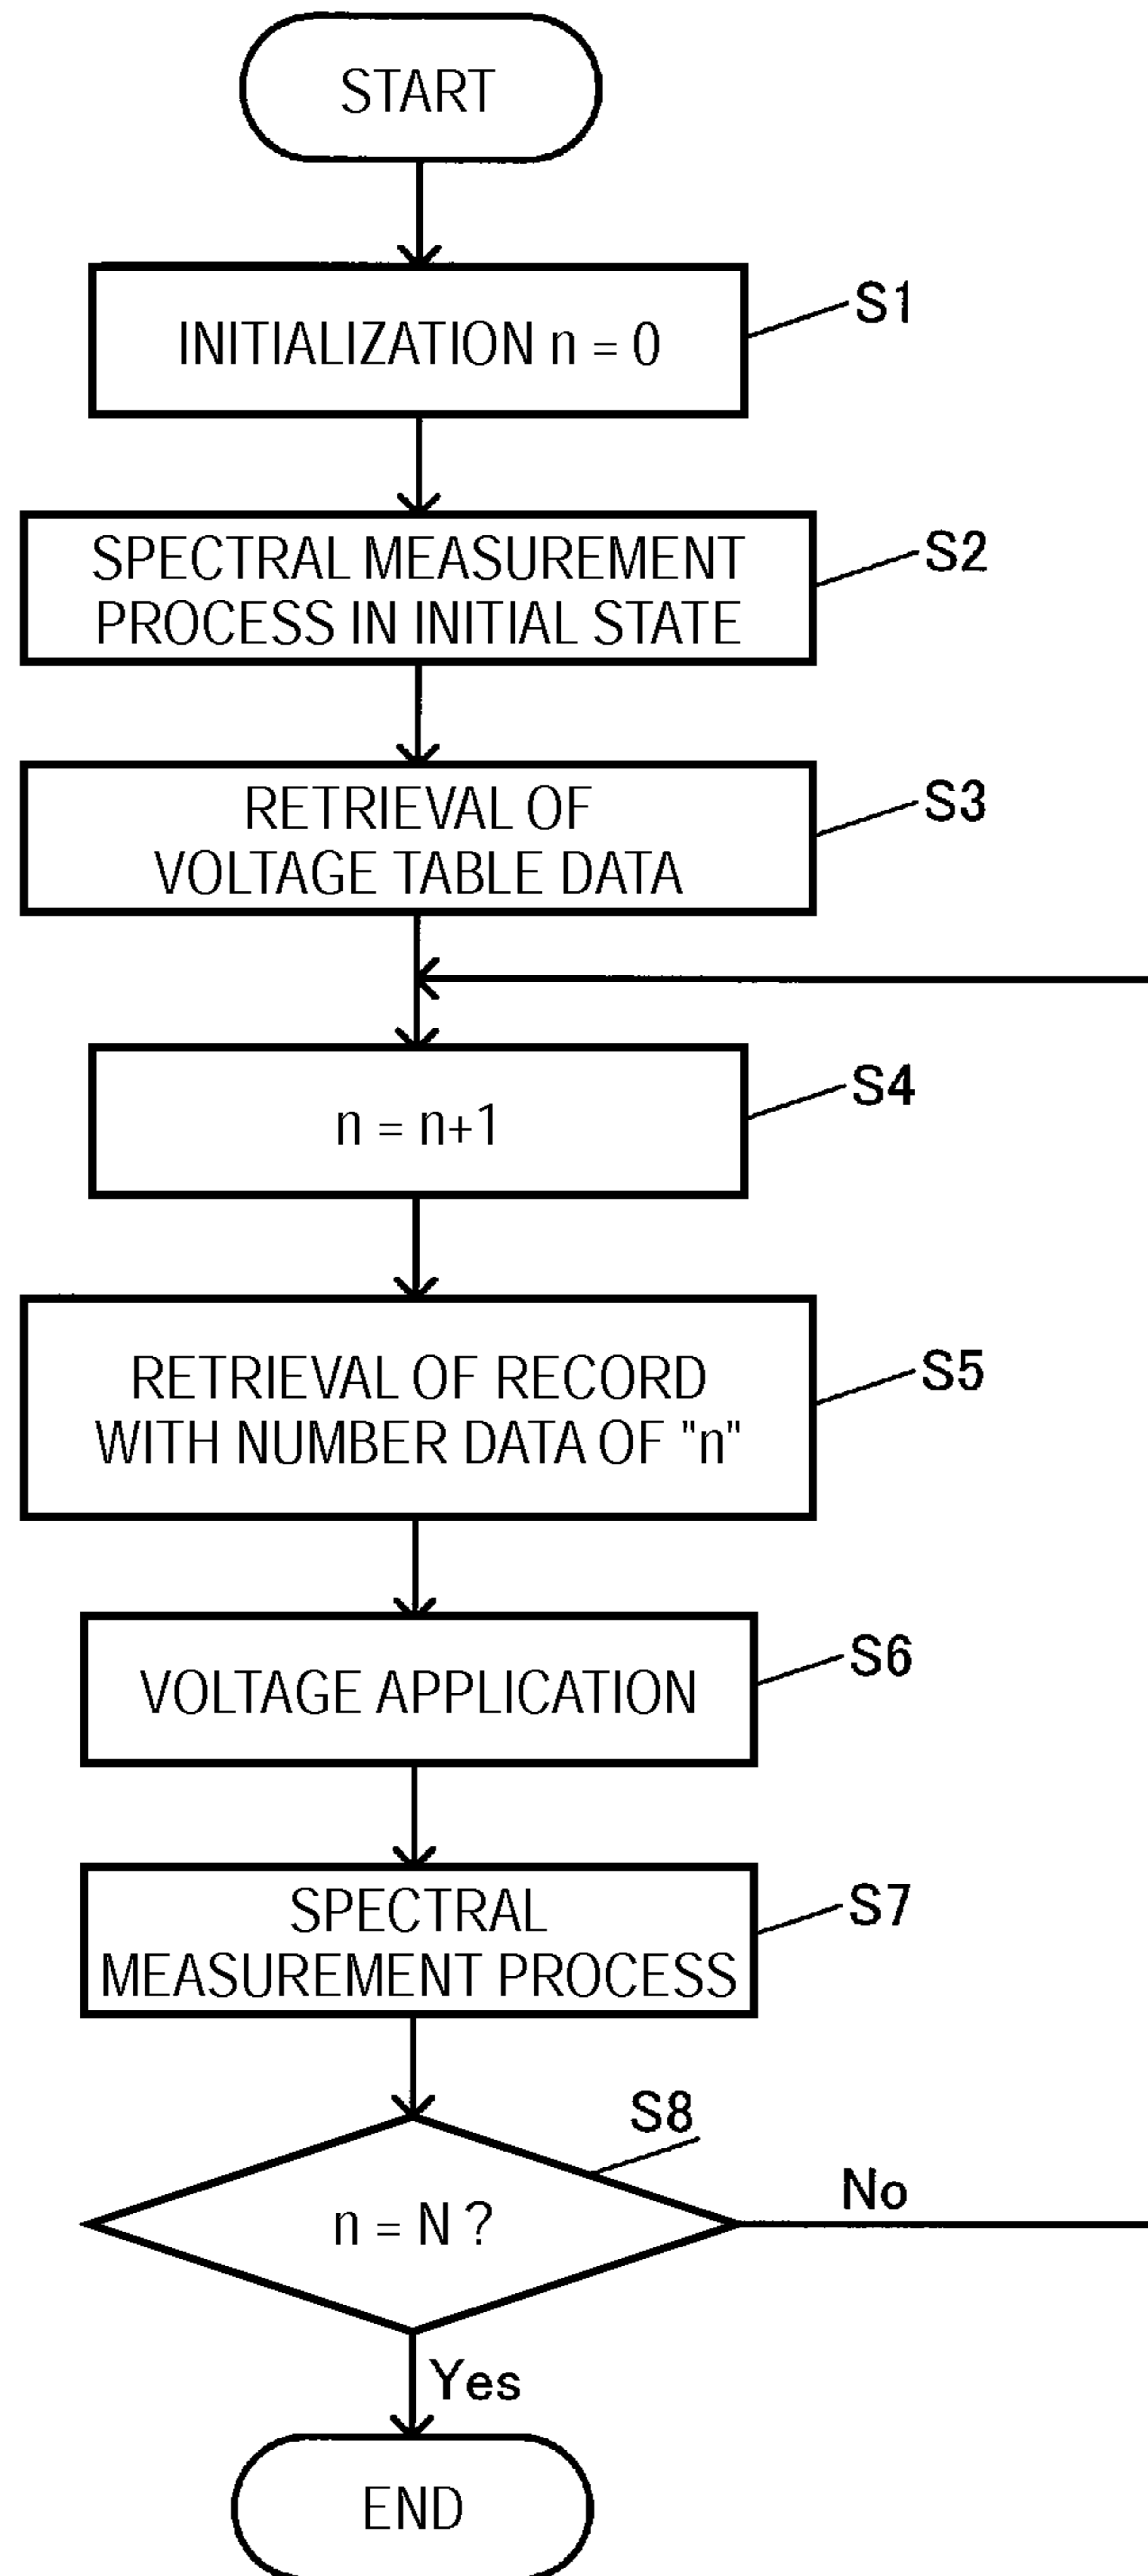 START
INITIALIZATION n = 0
S1
SPECTRAL MEASUREMENT
PROCESS IN INITIAL STATE
S2
RETRIEVAL OF
VOLTAGE TABLE DATA
S3
n = n+1
S4
RETRIEVAL OF RECORD
WITH NUMBER DATA OF "n"
S5
VOLTAGE APPLICATION
S6
SPECTRAL
MEASUREMENT PROCESS
S7
S8
n = N ?
No
Yes
END